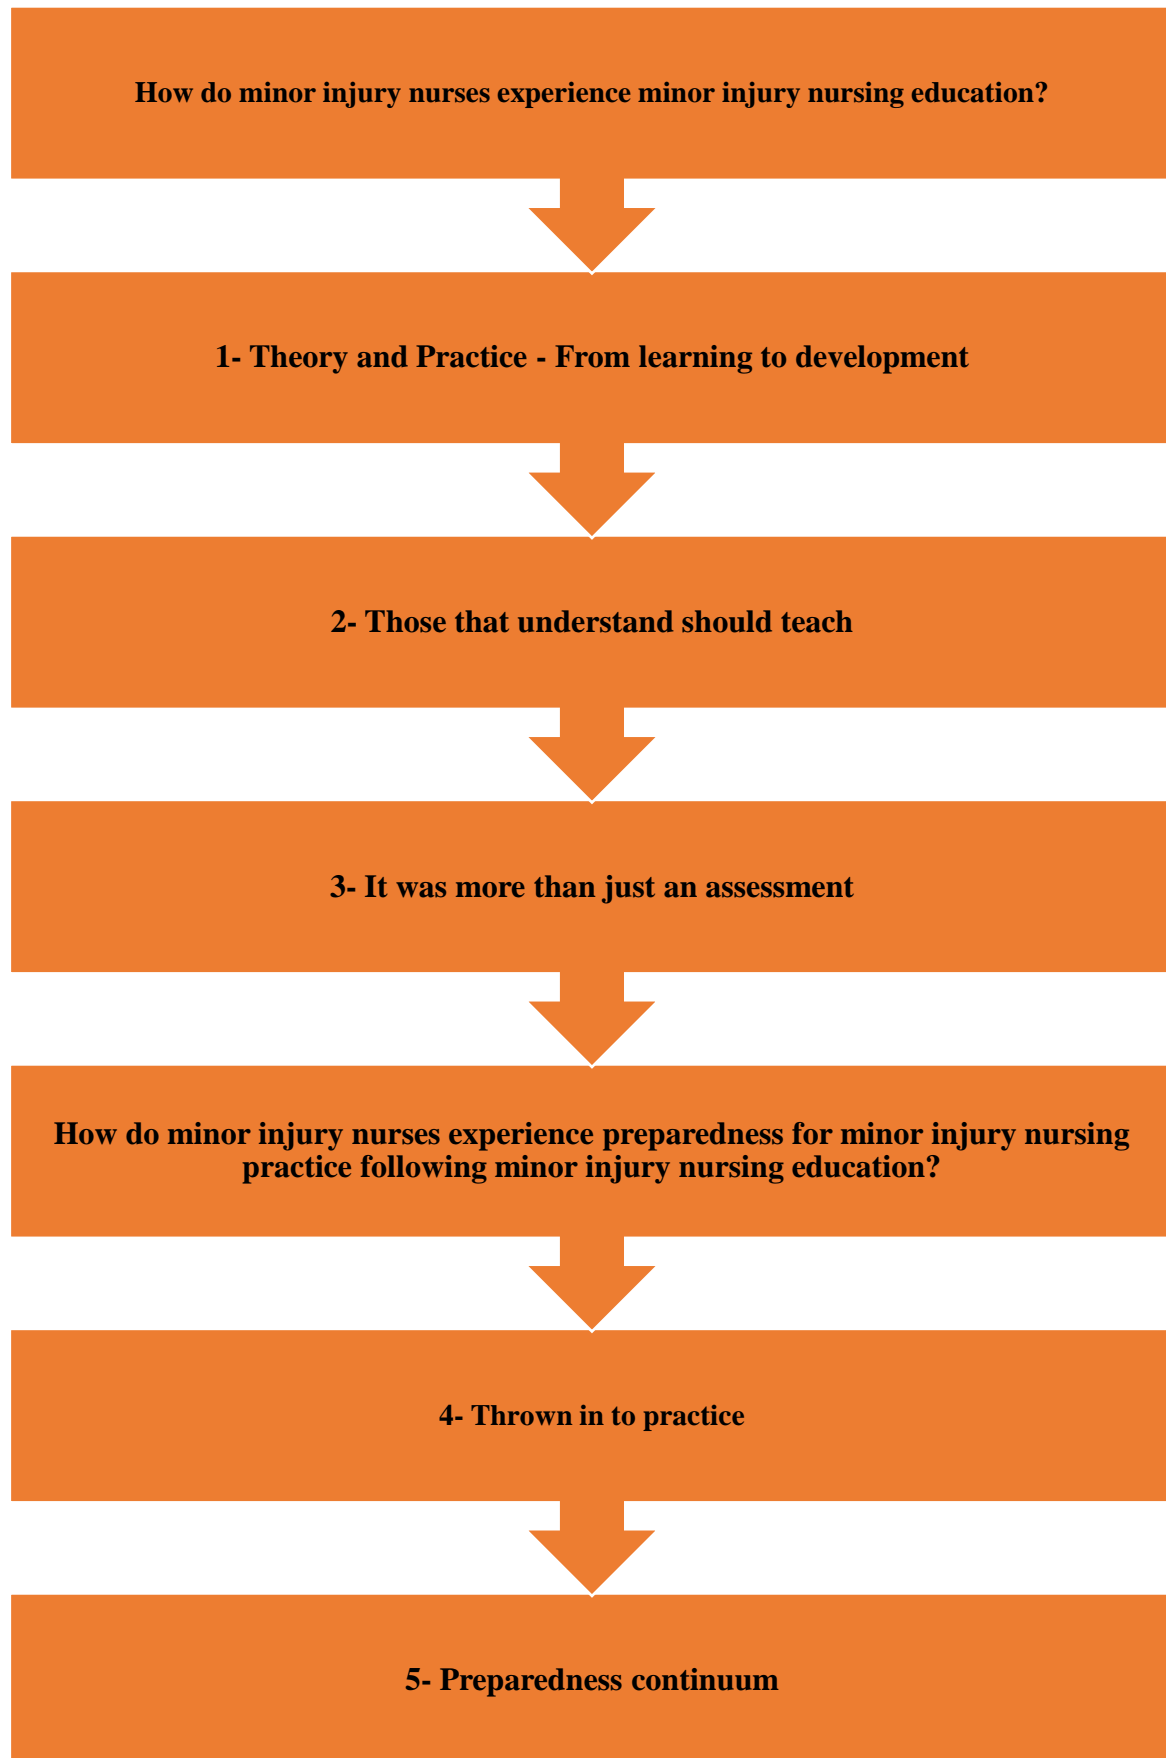 How do minor injury nurses experience minor injury nursing education?
1- Theory and Practice - From learning to development
2- Those that understand should teach
3- It was more than just an assessment
How do minor injury nurses experience preparedness for minor injury nursing
practice following minor injury nursing education?
4- Thrown in to practice
5- Preparedness continuum